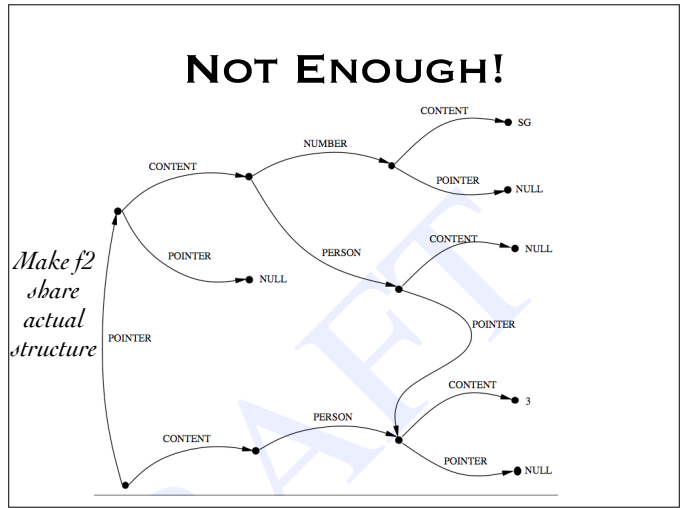 NOT ENOUGH!
CONTENT
SG
NUMBER
CONTENT
POINTER
NULL
PERSON
CONTENT
NULL
POINTER
NULL
Make f2
share
actual
structure
POINTER
POINTER
CONTENT
3
PERSON
CONTENT
POINTER
NULL
DRAFT